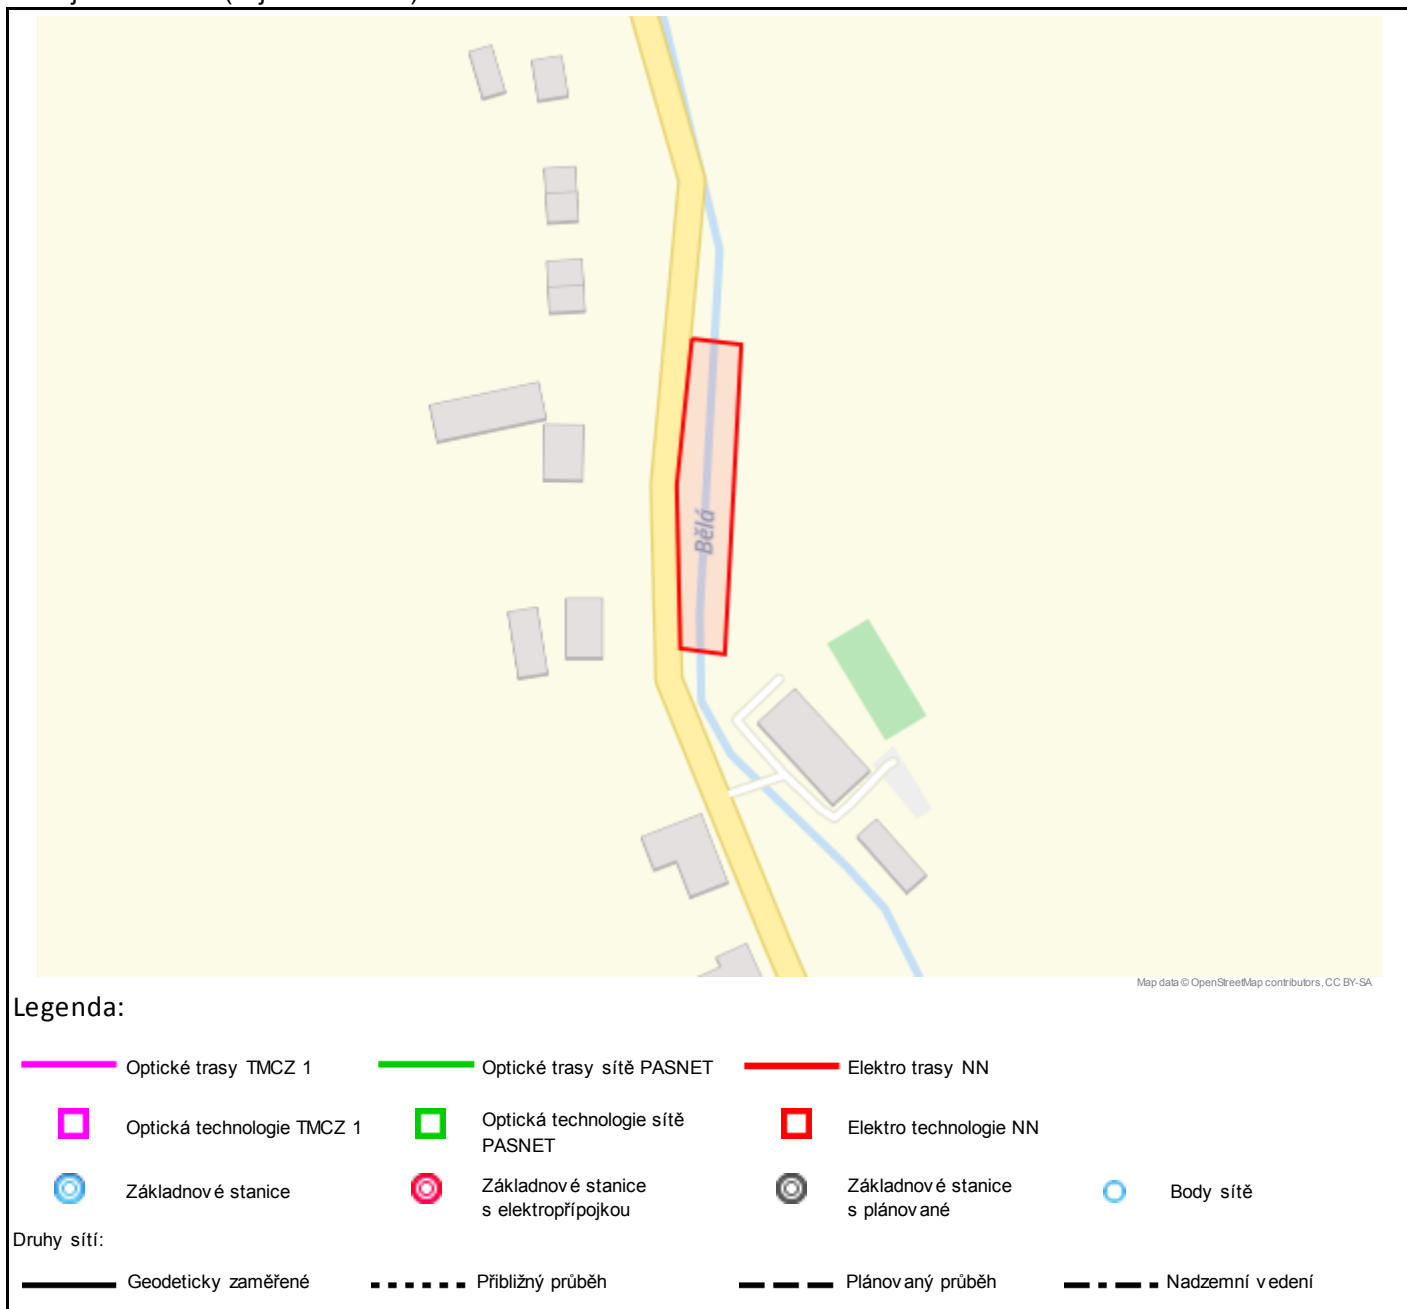 Bělá
Map data © OpenStreetMap contributors, CC BY-SA
Legenda:
Optické trasy TMCZ 1
Optické trasy sítě PASNET
Elektro trasy NN
Optická technologie TMCZ 1
Optická technologie sítě
PASNET
Elektro technologie NN
Základnové stanice
Základnové stanice
s elektropřípojkou
Základnové stanice
s plánované
Body sítě
Druhy sítí:
Geodeticky zaměřené
Přibližný průběh
Plánovaný průběh
Nadzemní vedení